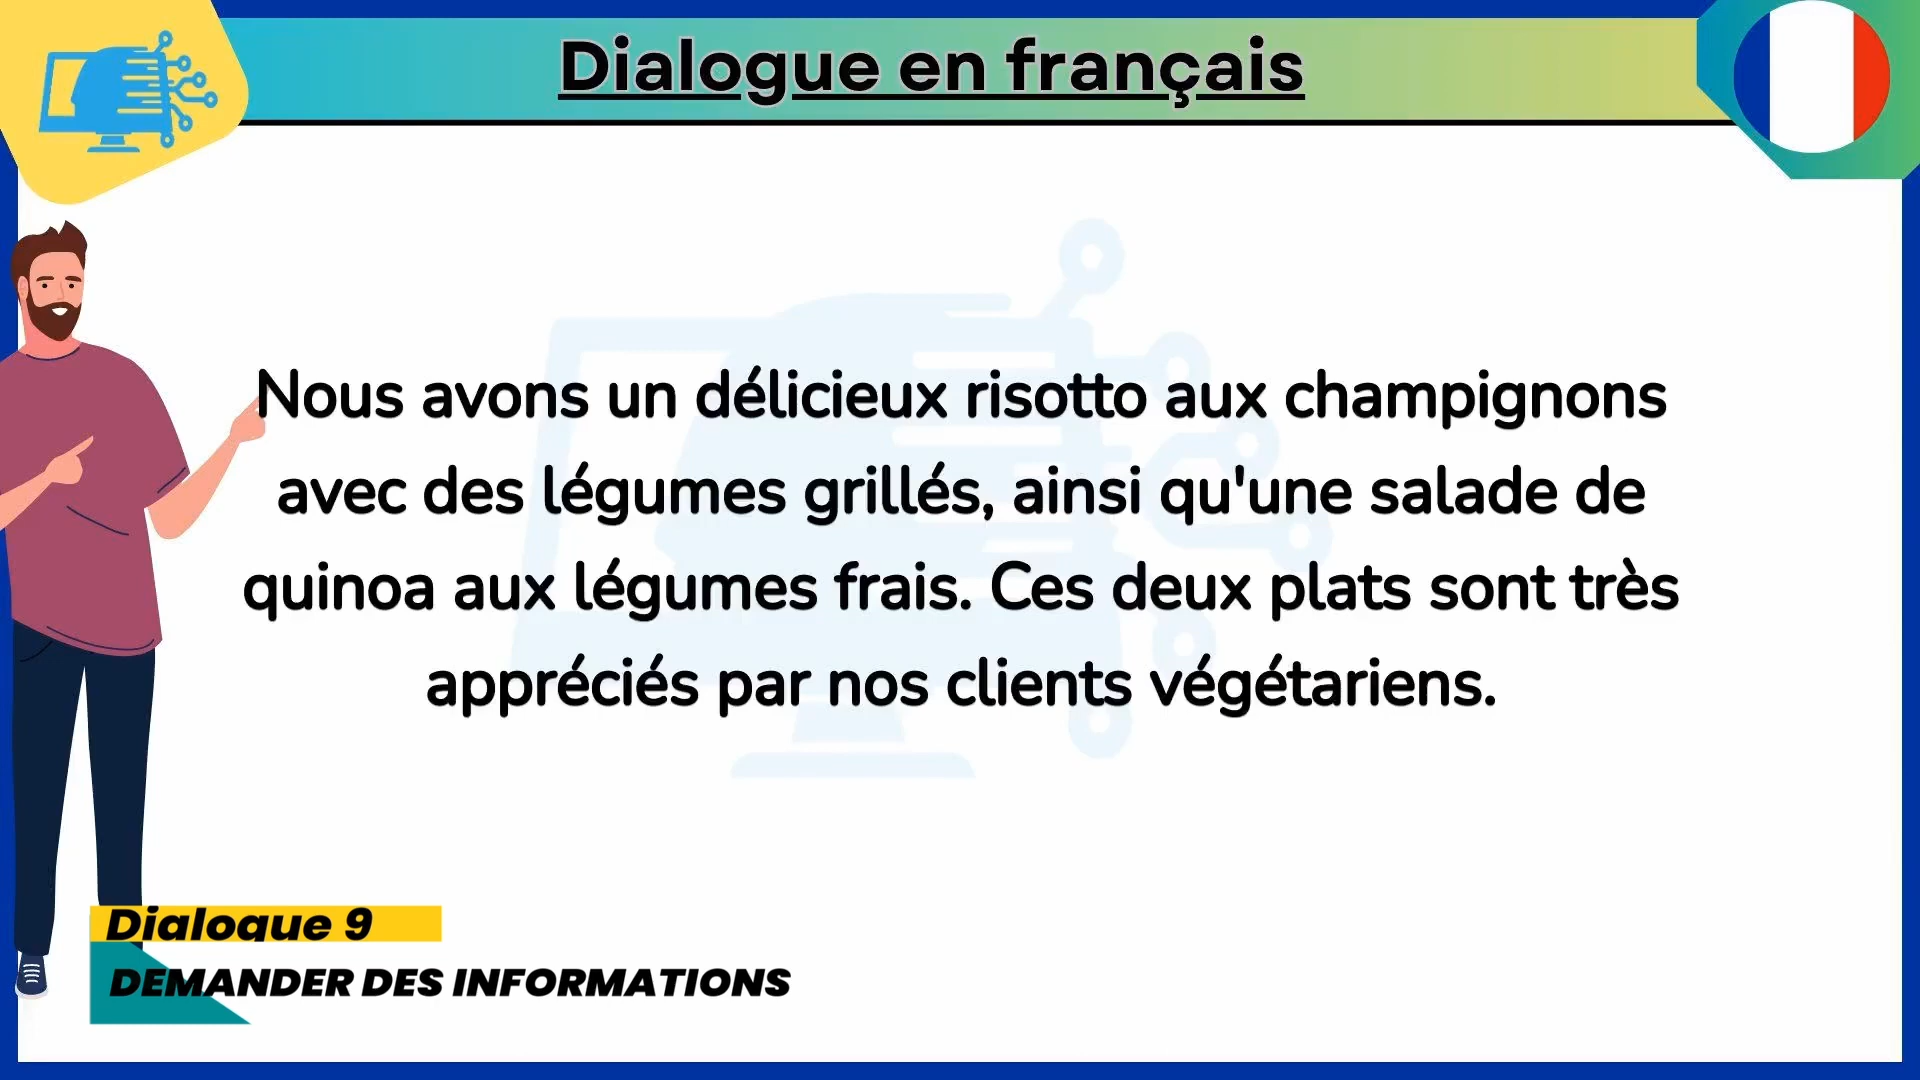 Dialogue en français
Nous avons un délicieux risotto aux champignons
avec des légumes grillés, ainsi qu'une salade de
quinoa aux légumes frais. Ces deux plats sont très
appréciés par nos clients végétariens.
Dialogue 9
DEMANDER DES INFORMATIONS